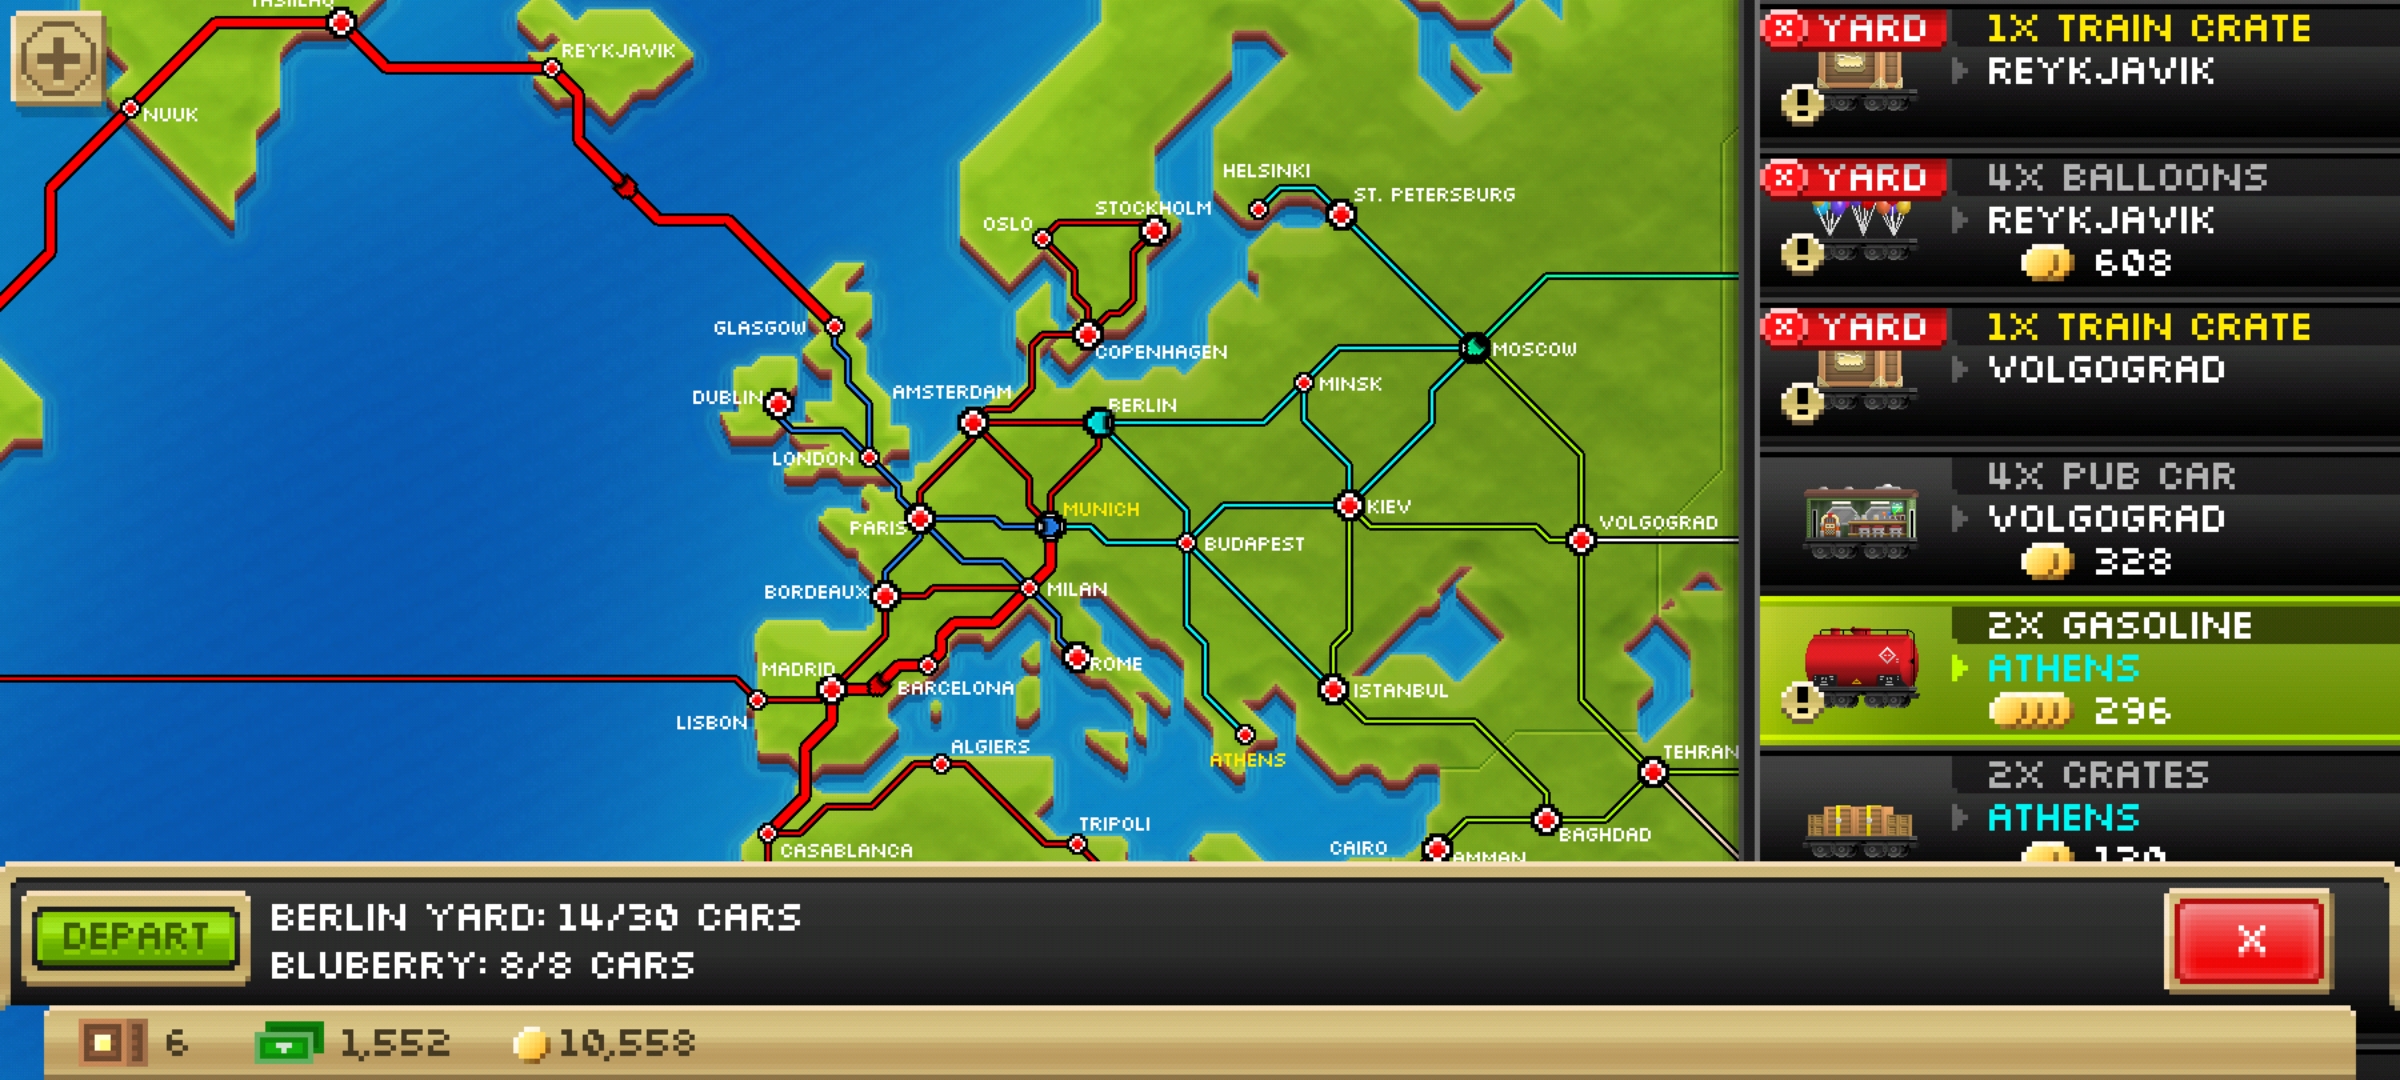 REYKJAVIK
NUUK
HELSINKI
ST. PETERSBURG
STOCKHOLM
OSLO
GLASGOW
COPENHAGEN
MOSCOW
MINSK
DUBLIN
AMSTERDAM
BERLIN
LONDON
PARIS
MUNICH
KIEV
VOLGOGRAD
BUDAPEST
BORDEAUX
MILAN
MADRID
ROME
BARCELONA
ISTANBUL
LISBON
ALGIERS
ATHENS
TEHRAN
TRIPOLI
BAGHDAD
CASABLANCA
CAIRO
AMMAN
YARD
1X TRAIN CRATE
REYKJAVIK
YARD
4X BALLOONS
REYKJAVIK
608
YARD
1X TRAIN CRATE
VOLGOGRAD
4X PUB CAR
VOLGOGRAD
328
2X GASOLINE
ATHENS
296
2X CRATES
ATHENS
DEPART
BERLIN YARD: 14/30 CARS
BLUBERRY: 8/8 CARS
X
6
1,552
10,558